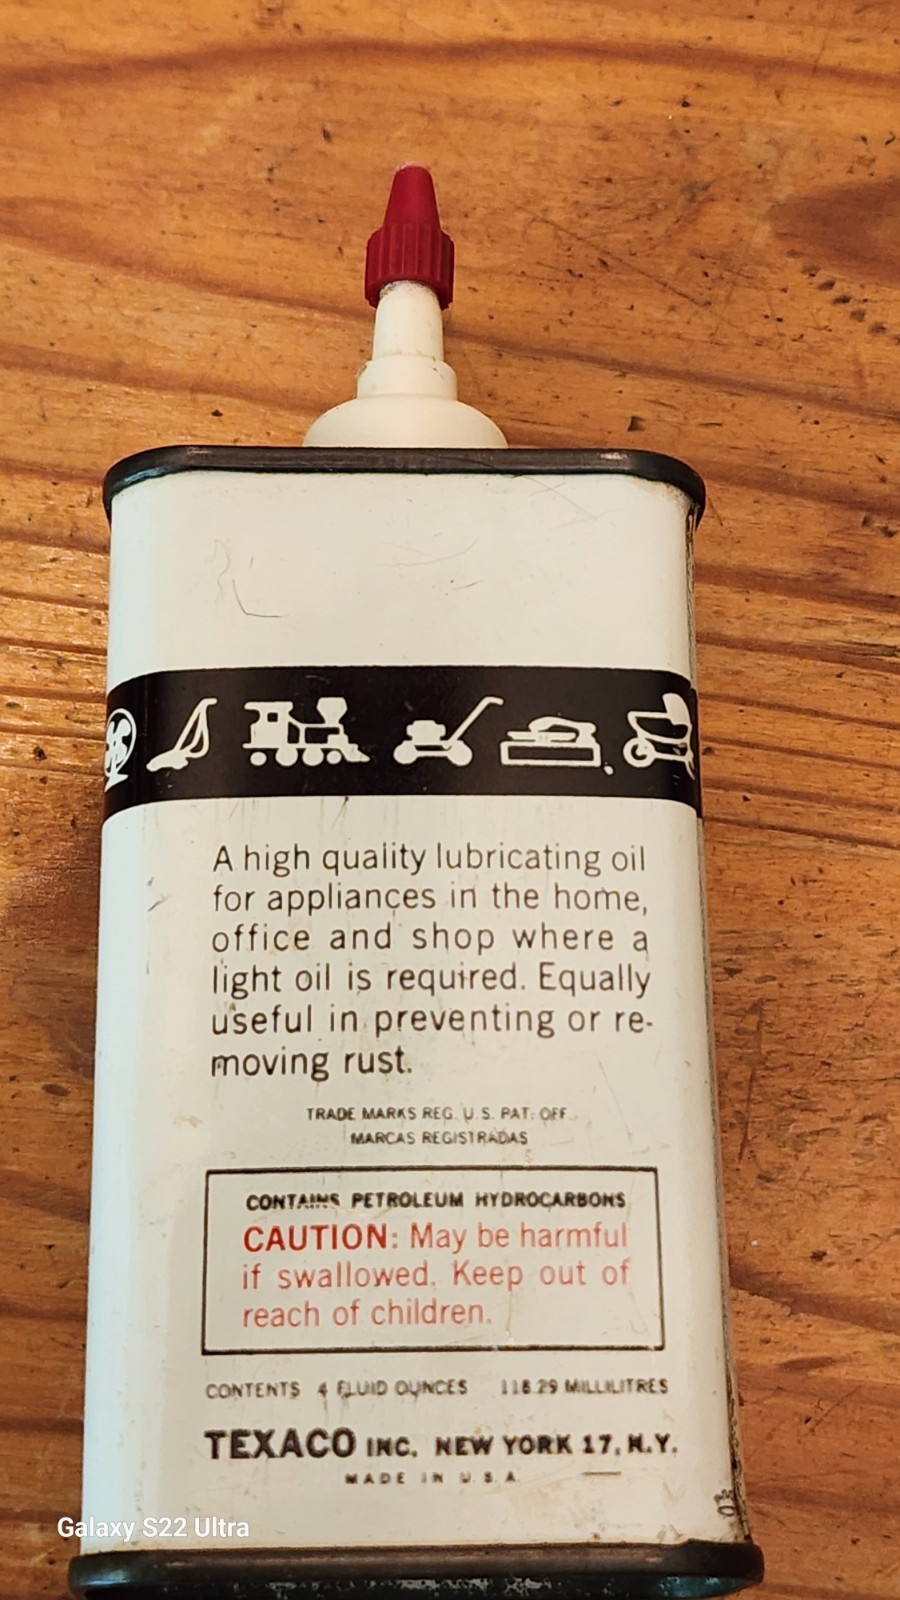 A high quality lubricating oil
for appliances in the home,
office and shop where a
light oil is required. Equally
useful in preventing or re-
moving rust.
TRADE MARKS REG. U.S. PAT. OFF.
MARCAS REGISTRADAS
CONTAINS PETROLEUM HYDROCARBONS
CAUTION: May be harmful
if swallowed. Keep out of
reach of children.
CONTENTS 4 FLUID OUNCES 118.29 MILLILITRES
TEXACO INC. NEW YORK 17, N.Y.
MADE IN U.S.A.
Galaxy S22 Ultra